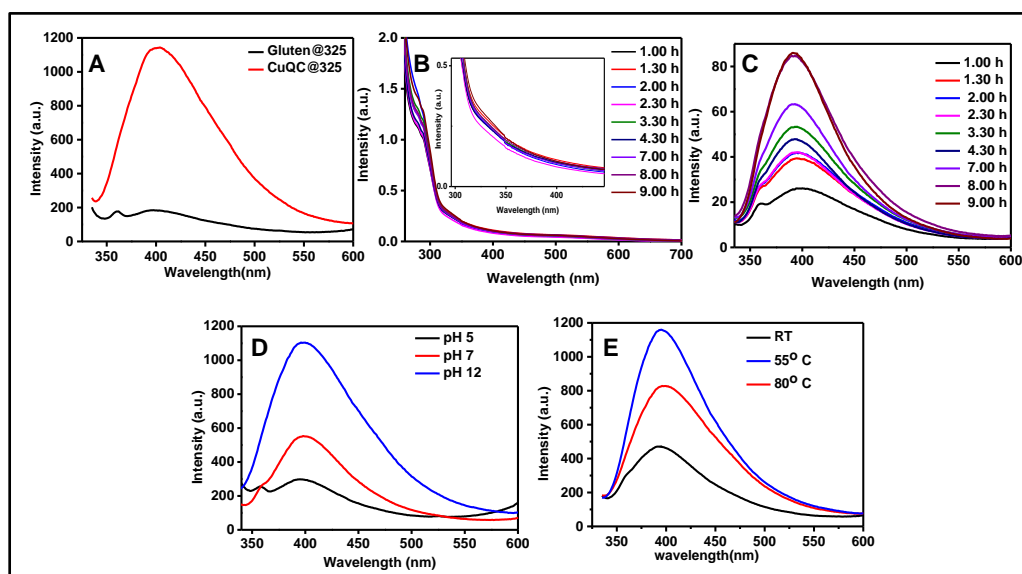 A
Gluten@325
CuQC@325
Intensity (a.u.)
1200
1000
800
600
400
200
0
350 400 450 500 550 600
Wavelength(nm)
B
1.00 h
1.30 h
2.00 h
2.30 h
3.30 h
4.30 h
7.00 h
8.00 h
9.00 h
Intensity (a.u.)
2.0
1.5
1.0
0.5
0.0
300 400 500 600 700
Wavelength (nm)
Intensity (a.u.)
0.5
0.0
300 350 400
Wavelength (nm)
C
1.00 h
1.30 h
2.00 h
2.30 h
3.30 h
4.30 h
7.00 h
8.00 h
9.00 h
Intensity (a.u.)
80
60
40
20
0
350 400 450 500 550 600
Wavelength (nm)
D
pH 5
pH 7
pH 12
Intensity (a.u.)
1200
1000
800
600
400
200
0
350 400 450 500 550 600
Wavelength (nm)
E
RT
55⁰ C
80⁰ C
Intensity (a.u.)
1200
1000
800
600
400
200
0
350 400 450 500 550 600
wavelength(nm)